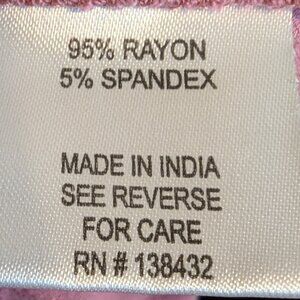 95% RAYON
5% SPANDEX
MADE IN INDIA
SEE REVERSE
FOR CARE
RN # 138432